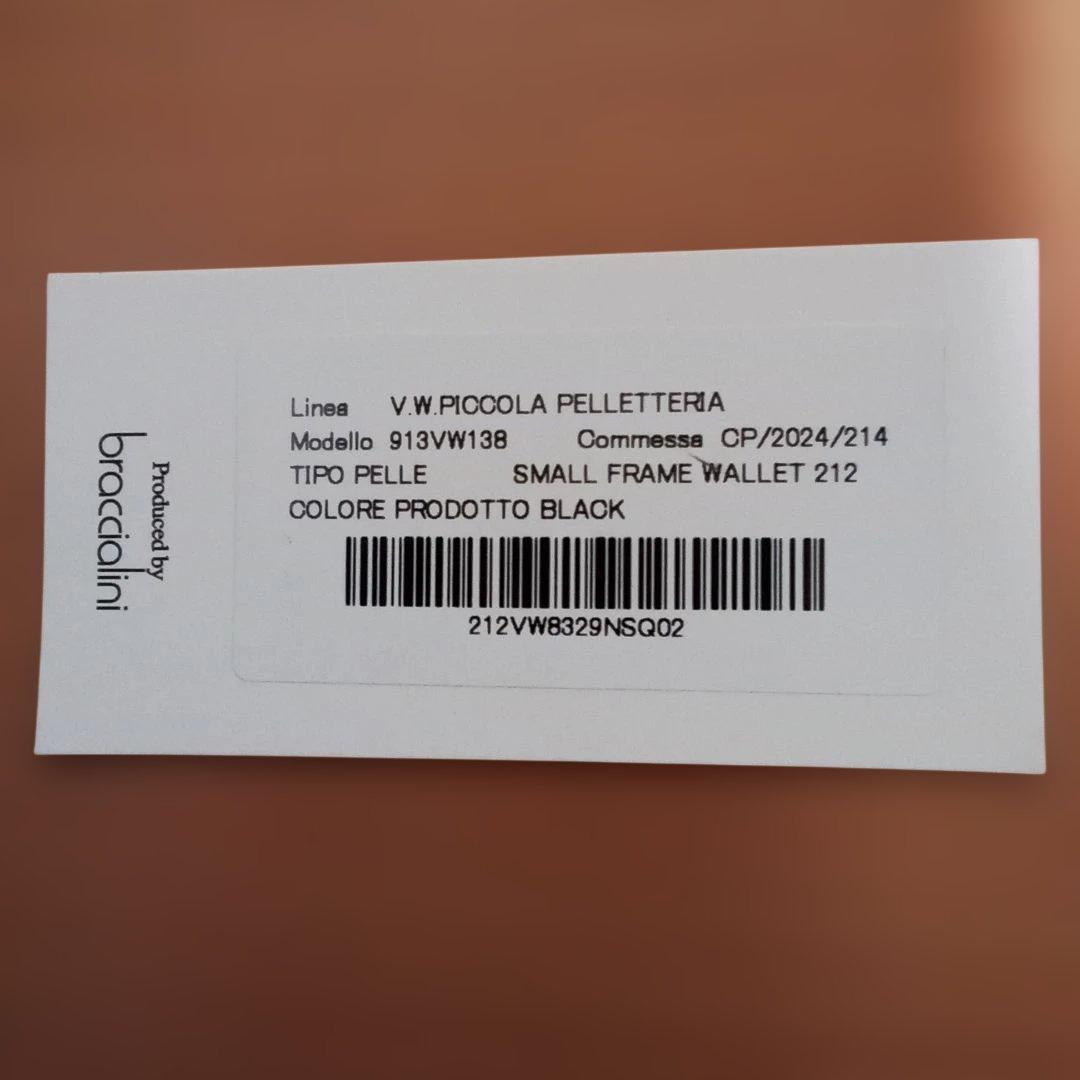 Linea V.W.PICCOLA PELLETTERIA
Modello 913VW138 Commessa CP/2024/214
TIPO PELLE SMALL FRAME WALLET 212
COLORE PRODOTTO BLACK
212VW8329NSQ02
Produced by
braccialini